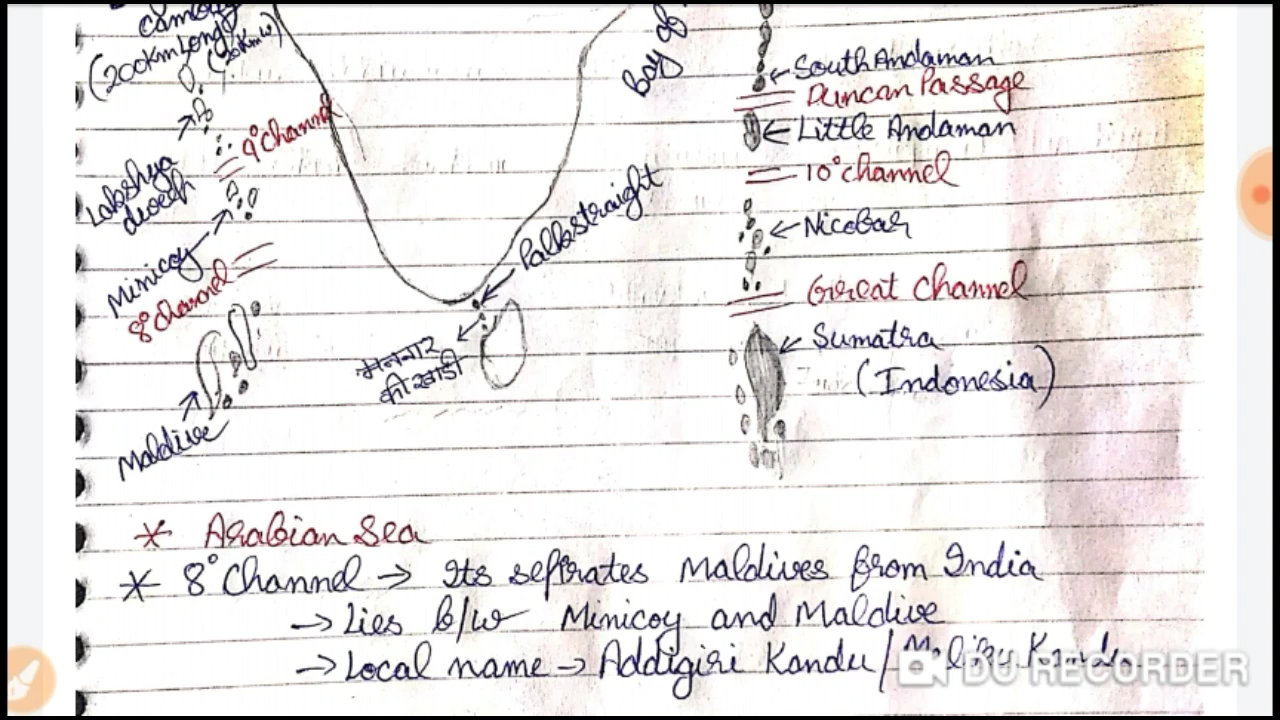 (200km Long)
South Andaman
Duncan Passage
Bay of
Little Andaman
9° channel
10° channel
Lakshya
dweep
Pallkstraight
Nicobar
Minicoy
8° channel
Great Channel
मन्नार
की खाडी
Sumatra
(Indonesia)
Maldive
* Arabian Sea
* 8° Channel → Its seprates Maldives from India
→ Lies b/w Minicoy and Maldive
→ Local name → Addigiri Kandu/
DU RECORDER